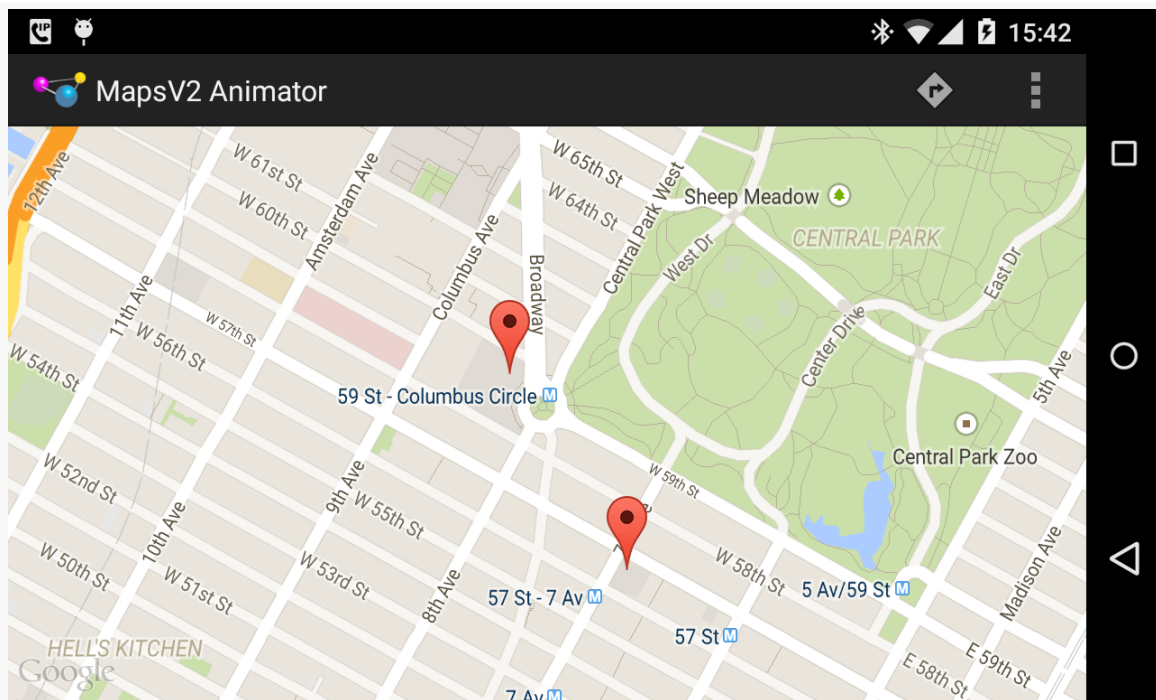 15:42
MapsV2 Animator
12th Ave
W 61st St
W 60th St
Amsterdam Ave
Columbus Ave
Broadway
W 65th St
W 64th St
Central Park West
Sheep Meadow
CENTRAL PARK
West Dr
East Dr
11th Ave
W 57th St
W 56th St
W 54th St
Center Drive
5th Ave
59 St - Columbus Circle M
Central Park Zoo
W 52nd St
9th Ave
W 55th St
W 59th St
10th Ave
W 50th St
W 51st St
W 53rd St
8th Ave
57 St - 7 Av M
W 58th St
5 Av/59 St M
Madison Ave
57 St M
HELL'S KITCHEN
Google
E 58th St
E 59th St
7 Av M